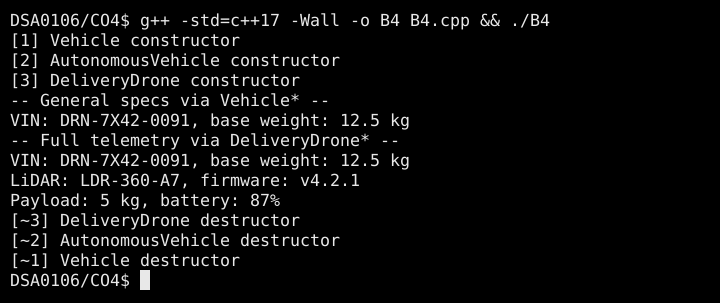 DSA0106/CO4$ g++ -std=c++17 -Wall -o B4 B4.cpp && ./B4
[1] Vehicle constructor
[2] AutonomousVehicle constructor
[3] DeliveryDrone constructor
-- General specs via Vehicle* --
VIN: DRN-7X42-0091, base weight: 12.5 kg
-- Full telemetry via DeliveryDrone* --
VIN: DRN-7X42-0091, base weight: 12.5 kg
LiDAR: LDR-360-A7, firmware: v4.2.1
Payload: 5 kg, battery: 87%
[~3] DeliveryDrone destructor
[~2] AutonomousVehicle destructor
[~1] Vehicle destructor
DSA0106/CO4$